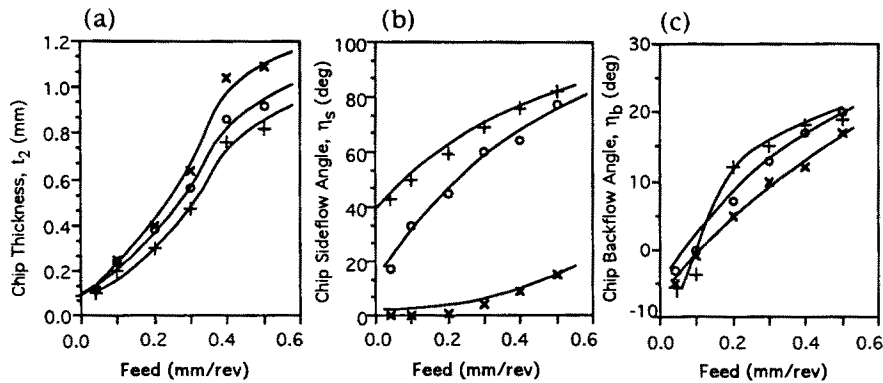 (a)
(b)
(c)
Chip Thickness, t2 (mm)
1.2
1.0
0.8
0.6
0.4
0.2
0.0
0.0 0.2 0.4 0.6
Feed (mm/rev)
Chip Sideflow Angle, ηs (deg)
100
80
60
40
20
0
0.0 0.2 0.4 0.6
Feed (mm/rev)
Chip Backflow Angle, ηb (deg)
30
20
10
0
-10
0.0 0.2 0.4 0.6
Feed (mm/rev)